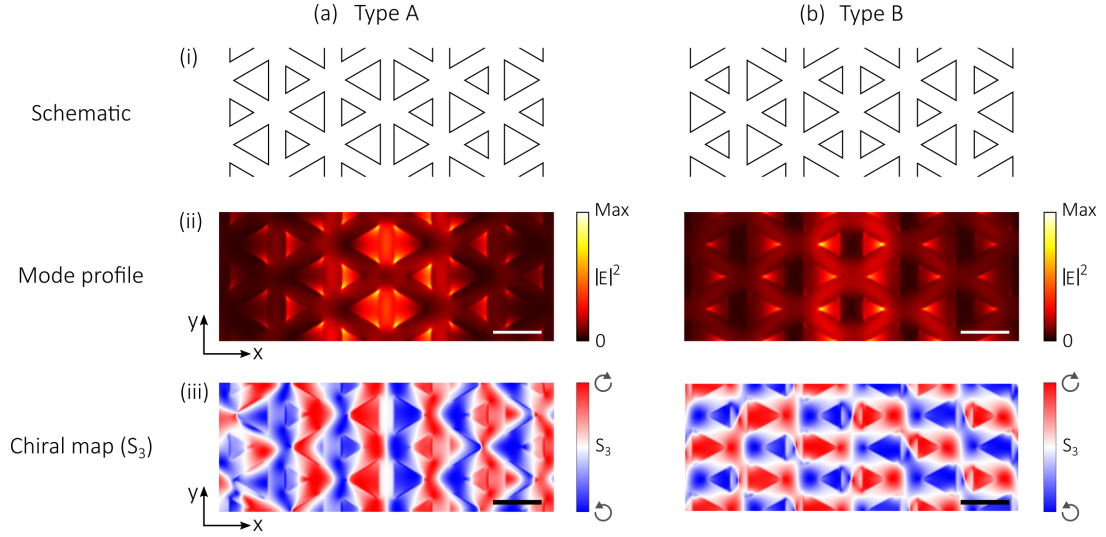 (a) Type A
(b) Type B
(i)
Schematic
(ii)
Mode profile
Max
|E|²
0
Max
|E|²
0
y
x
(iii)
Chiral map (S₃)
S₃
S₃
y
x